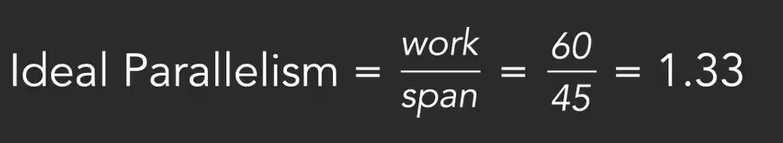 Ideal Parallelism = work/span = 60/45 = 1.33